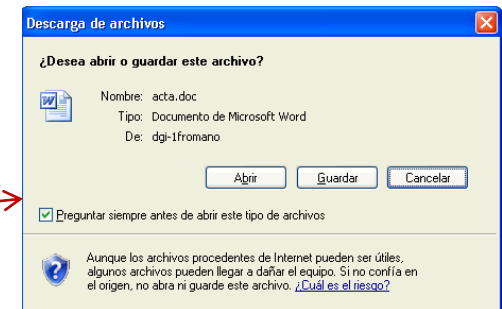 Descarga de archivos
¿Desea abrir o guardar este archivo?
Nombre: acta.doc
Tipo: Documento de Microsoft Word
De: dgi-1fromano
Abrir Guardar Cancelar
Preguntar siempre antes de abrir este tipo de archivos
Aunque los archivos procedentes de Internet pueden ser útiles,
algunos archivos pueden llegar a dañar el equipo. Si no confía en
el origen, no abra ni guarde este archivo. ¿Cuál es el riesgo?